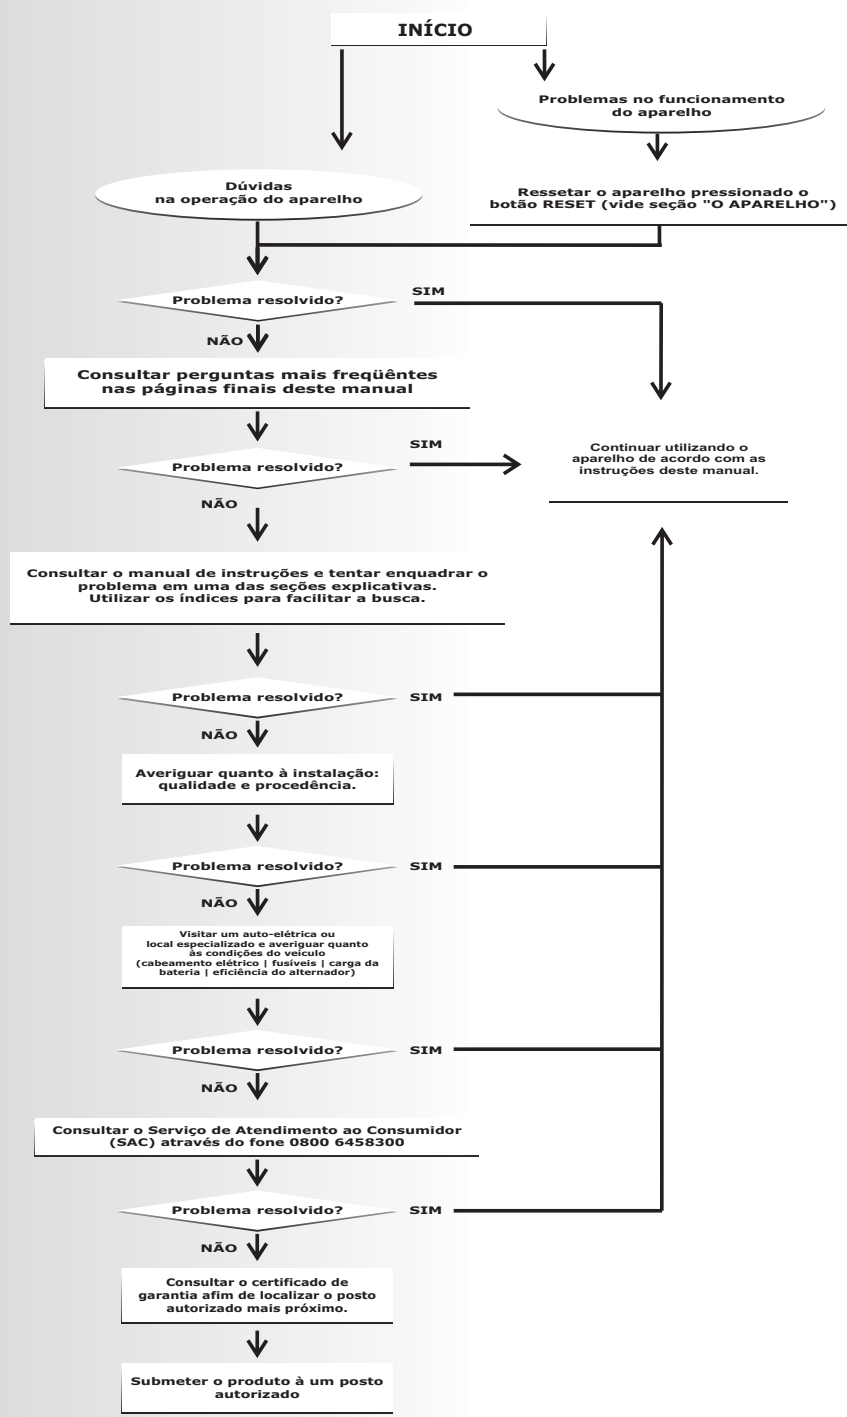 INÍCIO
Problemas no funcionamento
do aparelho
Dúvidas
na operação do aparelho
Ressetar o aparelho pressionado o
botão RESET (vide seção "O APARELHO")
Problema resolvido?
SIM
NÃO
Consultar perguntas mais freqüêntes
nas páginas finais deste manual
Problema resolvido?
SIM
Continuar utilizando o
aparelho de acordo com as
instruções deste manual.
NÃO
Consultar o manual de instruções e tentar enquadrar o
problema em uma das seções explicativas.
Utilizar os índices para facilitar a busca.
Problema resolvido?
SIM
NÃO
Averiguar quanto à instalação:
qualidade e procedência.
Problema resolvido?
SIM
NÃO
Visitar um auto-elétrica ou
local especializado e averiguar quanto
às condições do veículo
(cabeamento elétrico | fusíveis | carga da
bateria | eficiência do alternador)
Problema resolvido?
SIM
NÃO
Consultar o Serviço de Atendimento ao Consumidor
(SAC) através do fone 0800 6458300
Problema resolvido?
SIM
NÃO
Consultar o certificado de
garantia afim de localizar o posto
autorizado mais próximo.
Submeter o produto à um posto
autorizado